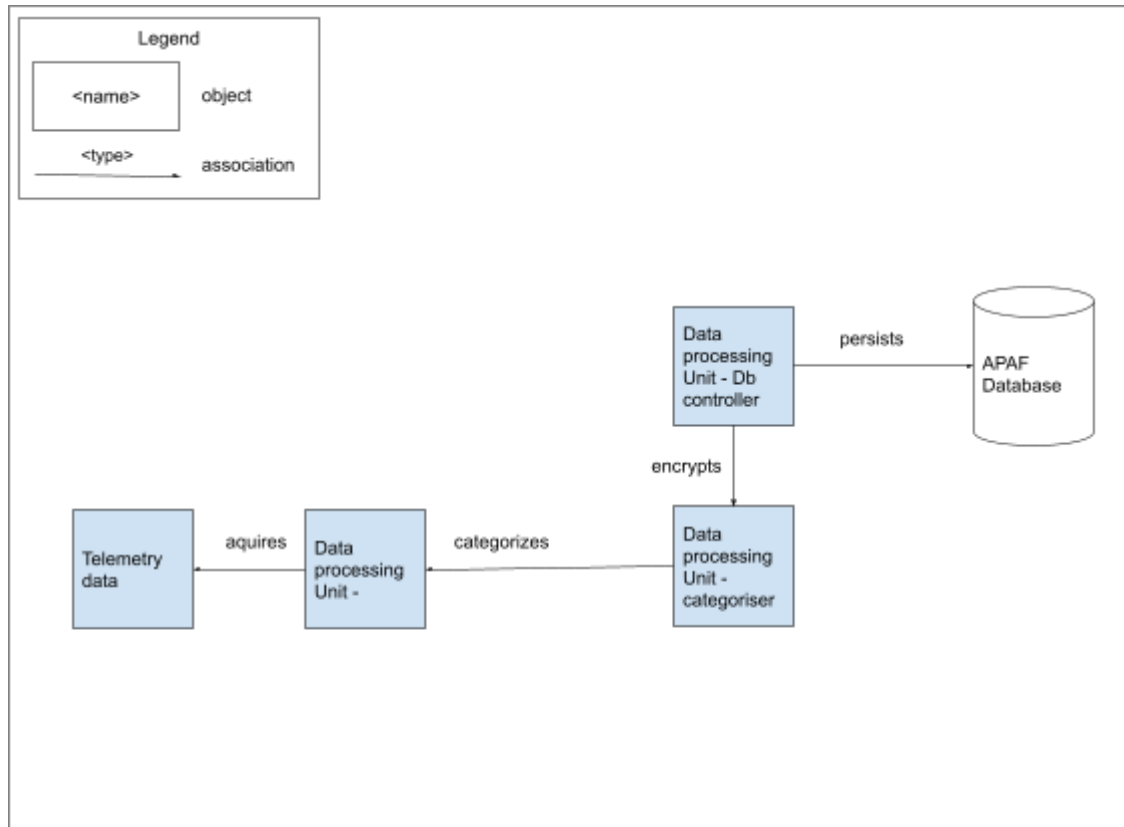 Legend
<name>
object
<type>
association
Data
processing
Unit - Db
controller
persists
APAF
Database
encrypts
Telemetry
data
aquires
Data
processing
Unit -
categorizes
Data
processing
Unit -
categoriser